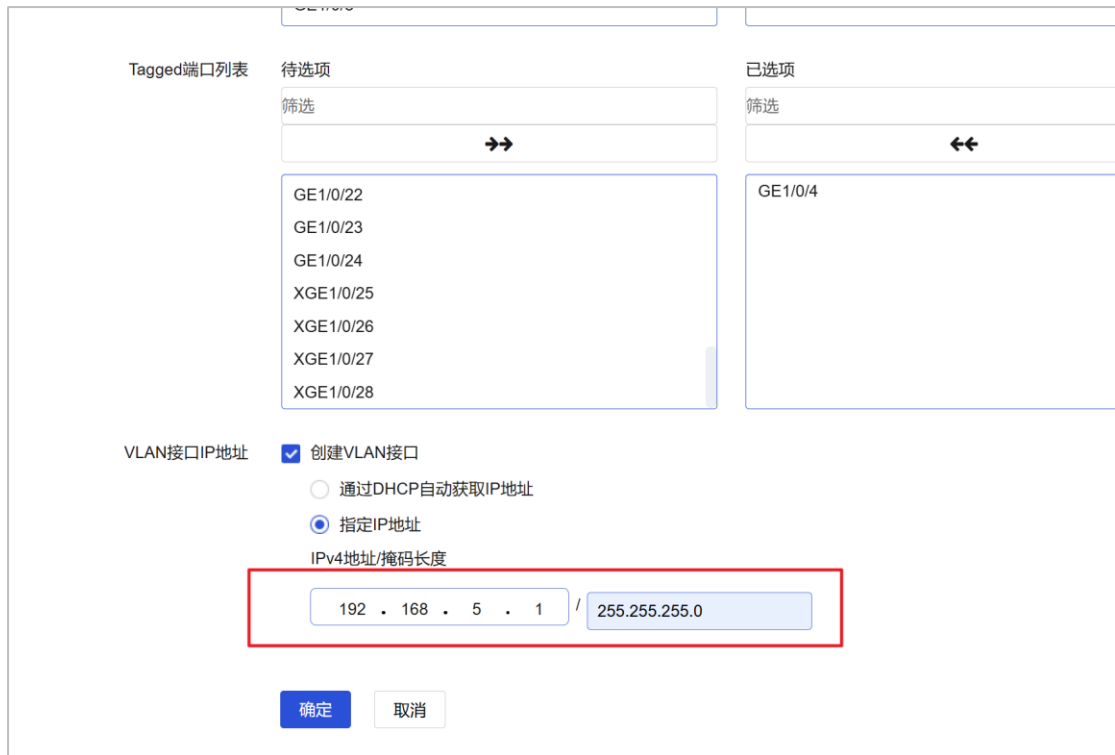 Tagged端口列表 待选项 已选项
筛选 筛选
GE1/0/22 GE1/0/4
GE1/0/23
GE1/0/24
XGE1/0/25
XGE1/0/26
XGE1/0/27
XGE1/0/28
VLAN接口IP地址 创建VLAN接口
通过DHCP自动获取IP地址
指定IP地址
IPv4地址/掩码长度
192 . 168 . 5 . 1 / 255.255.255.0
确定 取消